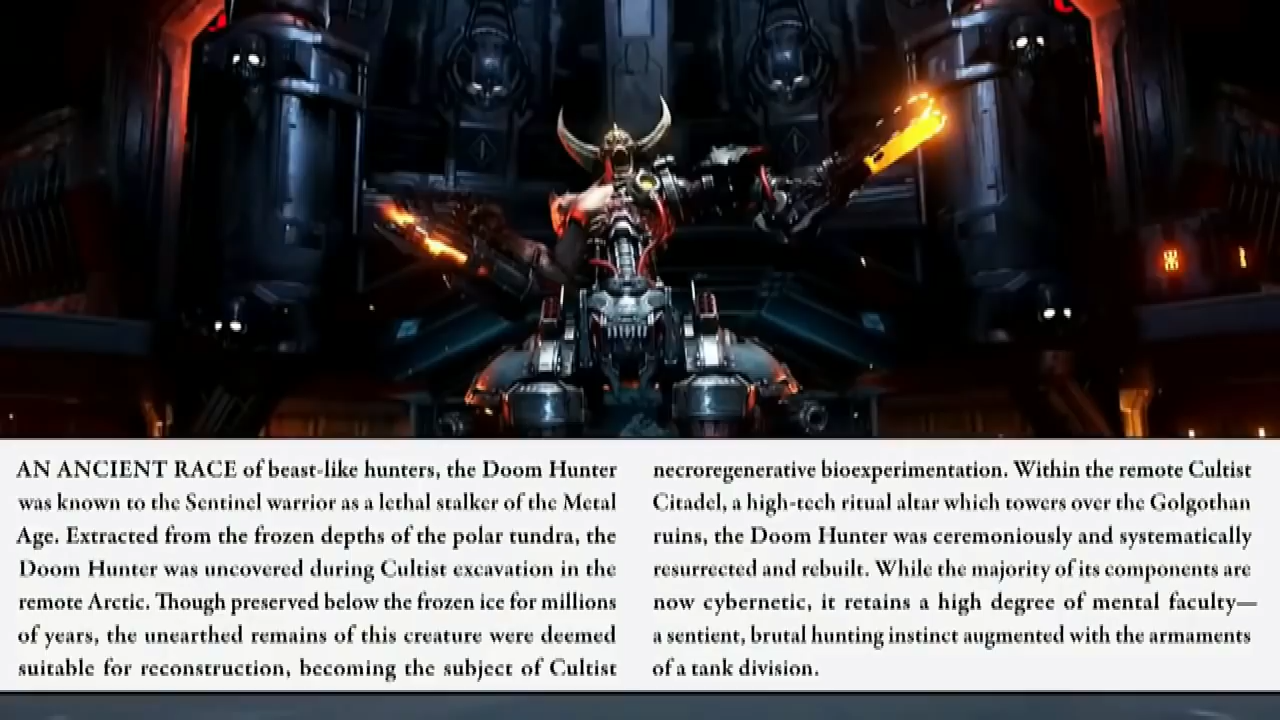 AN ANCIENT RACE of beast-like hunters, the Doom Hunter
was known to the Sentinel warrior as a lethal stalker of the Metal
Age. Extracted from the frozen depths of the polar tundra, the
Doom Hunter was uncovered during Cultist excavation in the
remote Arctic. Though preserved below the frozen ice for millions
of years, the unearthed remains of this creature were deemed
suitable for reconstruction, becoming the subject of Cultist
necroregenerative bioexperimentation. Within the remote Cultist
Citadel, a high-tech ritual altar which towers over the Golgothan
ruins, the Doom Hunter was ceremoniously and systematically
resurrected and rebuilt. While the majority of its components are
now cybernetic, it retains a high degree of mental faculty—
a sentient, brutal hunting instinct augmented with the armaments
of a tank division.